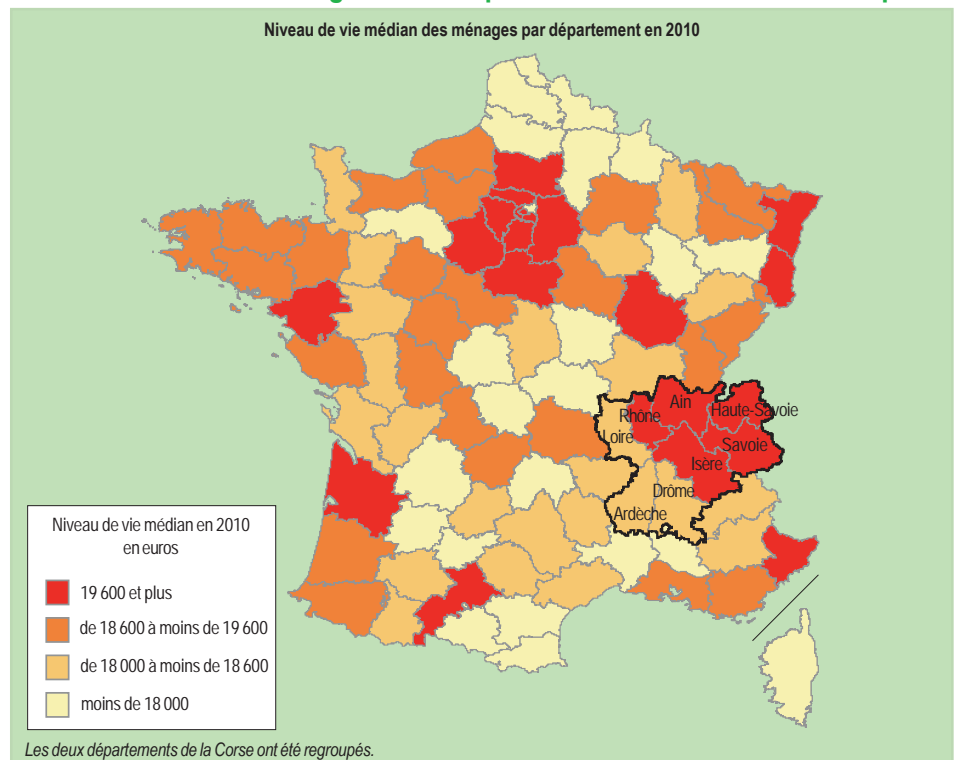 Niveau de vie médian des ménages par département en 2010
Ain
Rhône
Haute-Savoie
Loire
Savoie
Isère
Drôme
Ardèche
Niveau de vie médian en 2010
en euros
19 600 et plus
de 18 600 à moins de 19 600
de 18 000 à moins de 18 600
moins de 18 000
Les deux départements de la Corse ont été regroupés.